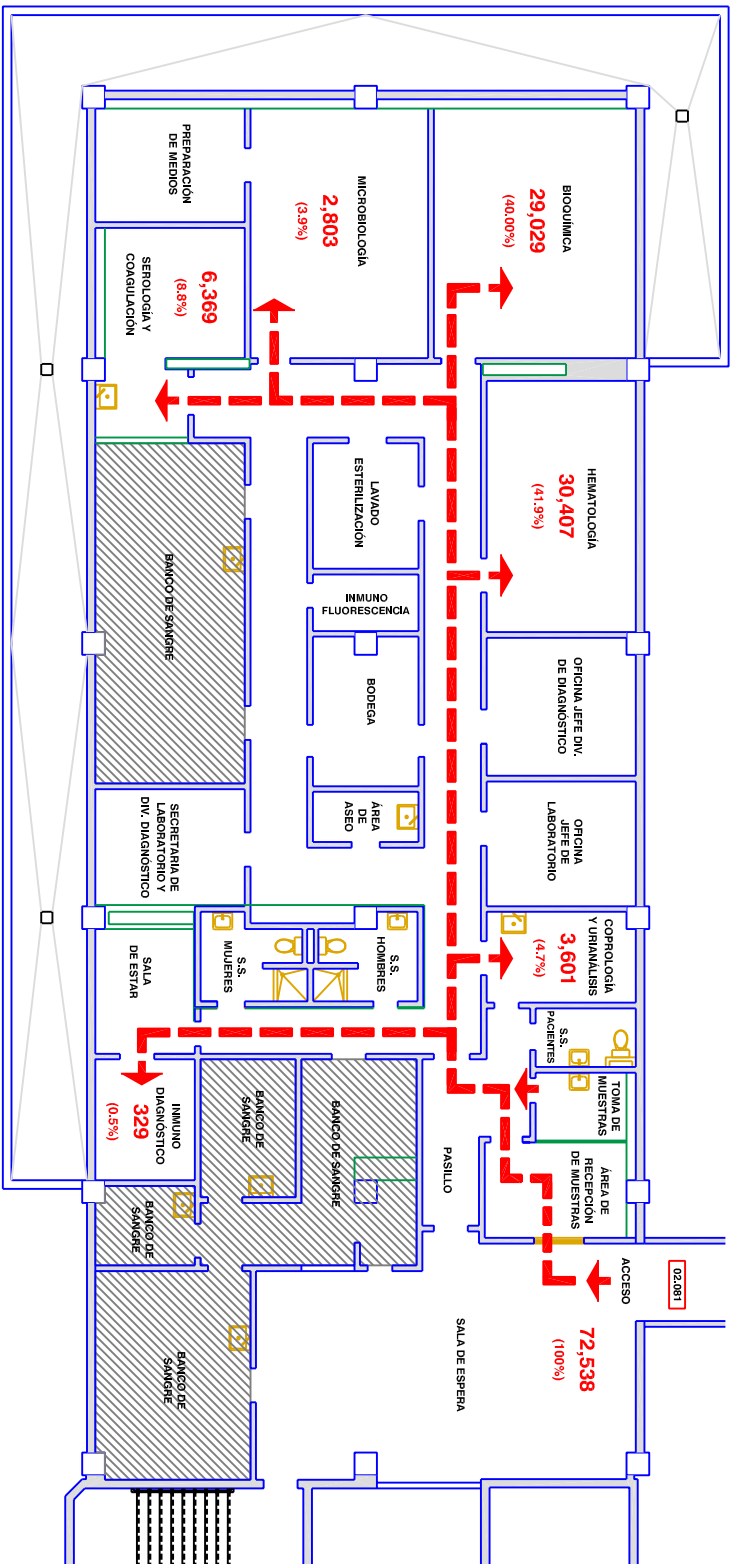 PREPARACIÓN
DE MEDIOS
MICROBIOLOGÍA
2,803
(3.9%)
BIOQUÍMICA
29,029
(40.00%)
SEROLOGÍA Y
COAGULACIÓN
6,369
(8.8%)
HEMATOLOGÍA
30,407
(41.9%)
LAVADO
ESTERILIZACIÓN
INMUNO
FLUORESCENCIA
BODEGA
ÁREA
DE
ASEO
BANCO DE SANGRE
OFICINA JEFE DIV.
DE DIAGNÓSTICO
OFICINA
JEFE DE
LABORATORIO
SECRETARIA DE
LABORATORIO Y
DIV. DIAGNÓSTICO
COPROLOGÍA
Y URIANÁLISIS
3,601
(4.7%)
S.S.
HOMBRES
S.S.
MUJERES
SALA
DE ESTAR
S.S.
PACIENTES
TOMA DE
MUESTRAS
ÁREA DE
RECEPCIÓN
DE MUESTRAS
INMUNO
DIAGNÓSTICO
329
(0.5%)
BANCO DE
SANGRE
BANCO DE SANGRE
PASILLO
BANCO DE
SANGRE
02.081
ACCESO
72,538
(100%)
SALA DE ESPERA
BANCO DE
SANGRE